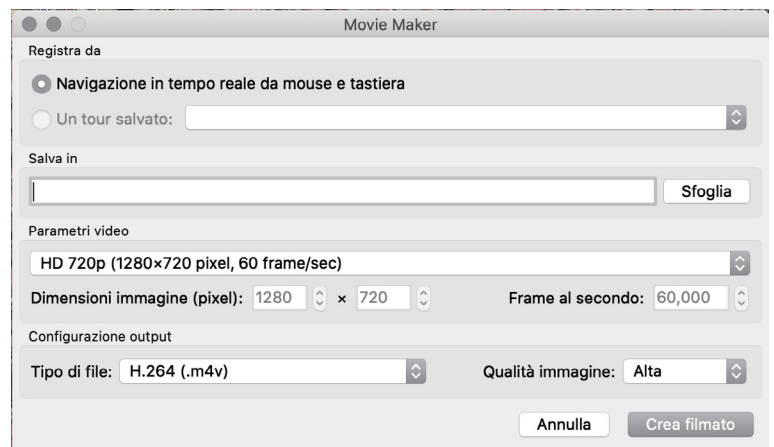 Movie Maker
Registra da
Navigazione in tempo reale da mouse e tastiera
Un tour salvato:
Salva in
Sfoglia
Parametri video
HD 720p (1280×720 pixel, 60 frame/sec)
Dimensioni immagine (pixel): 1280 × 720 Frame al secondo: 60,000
Configurazione output
Tipo di file: H.264 (.m4v) Qualità immagine: Alta
Annulla Crea filmato